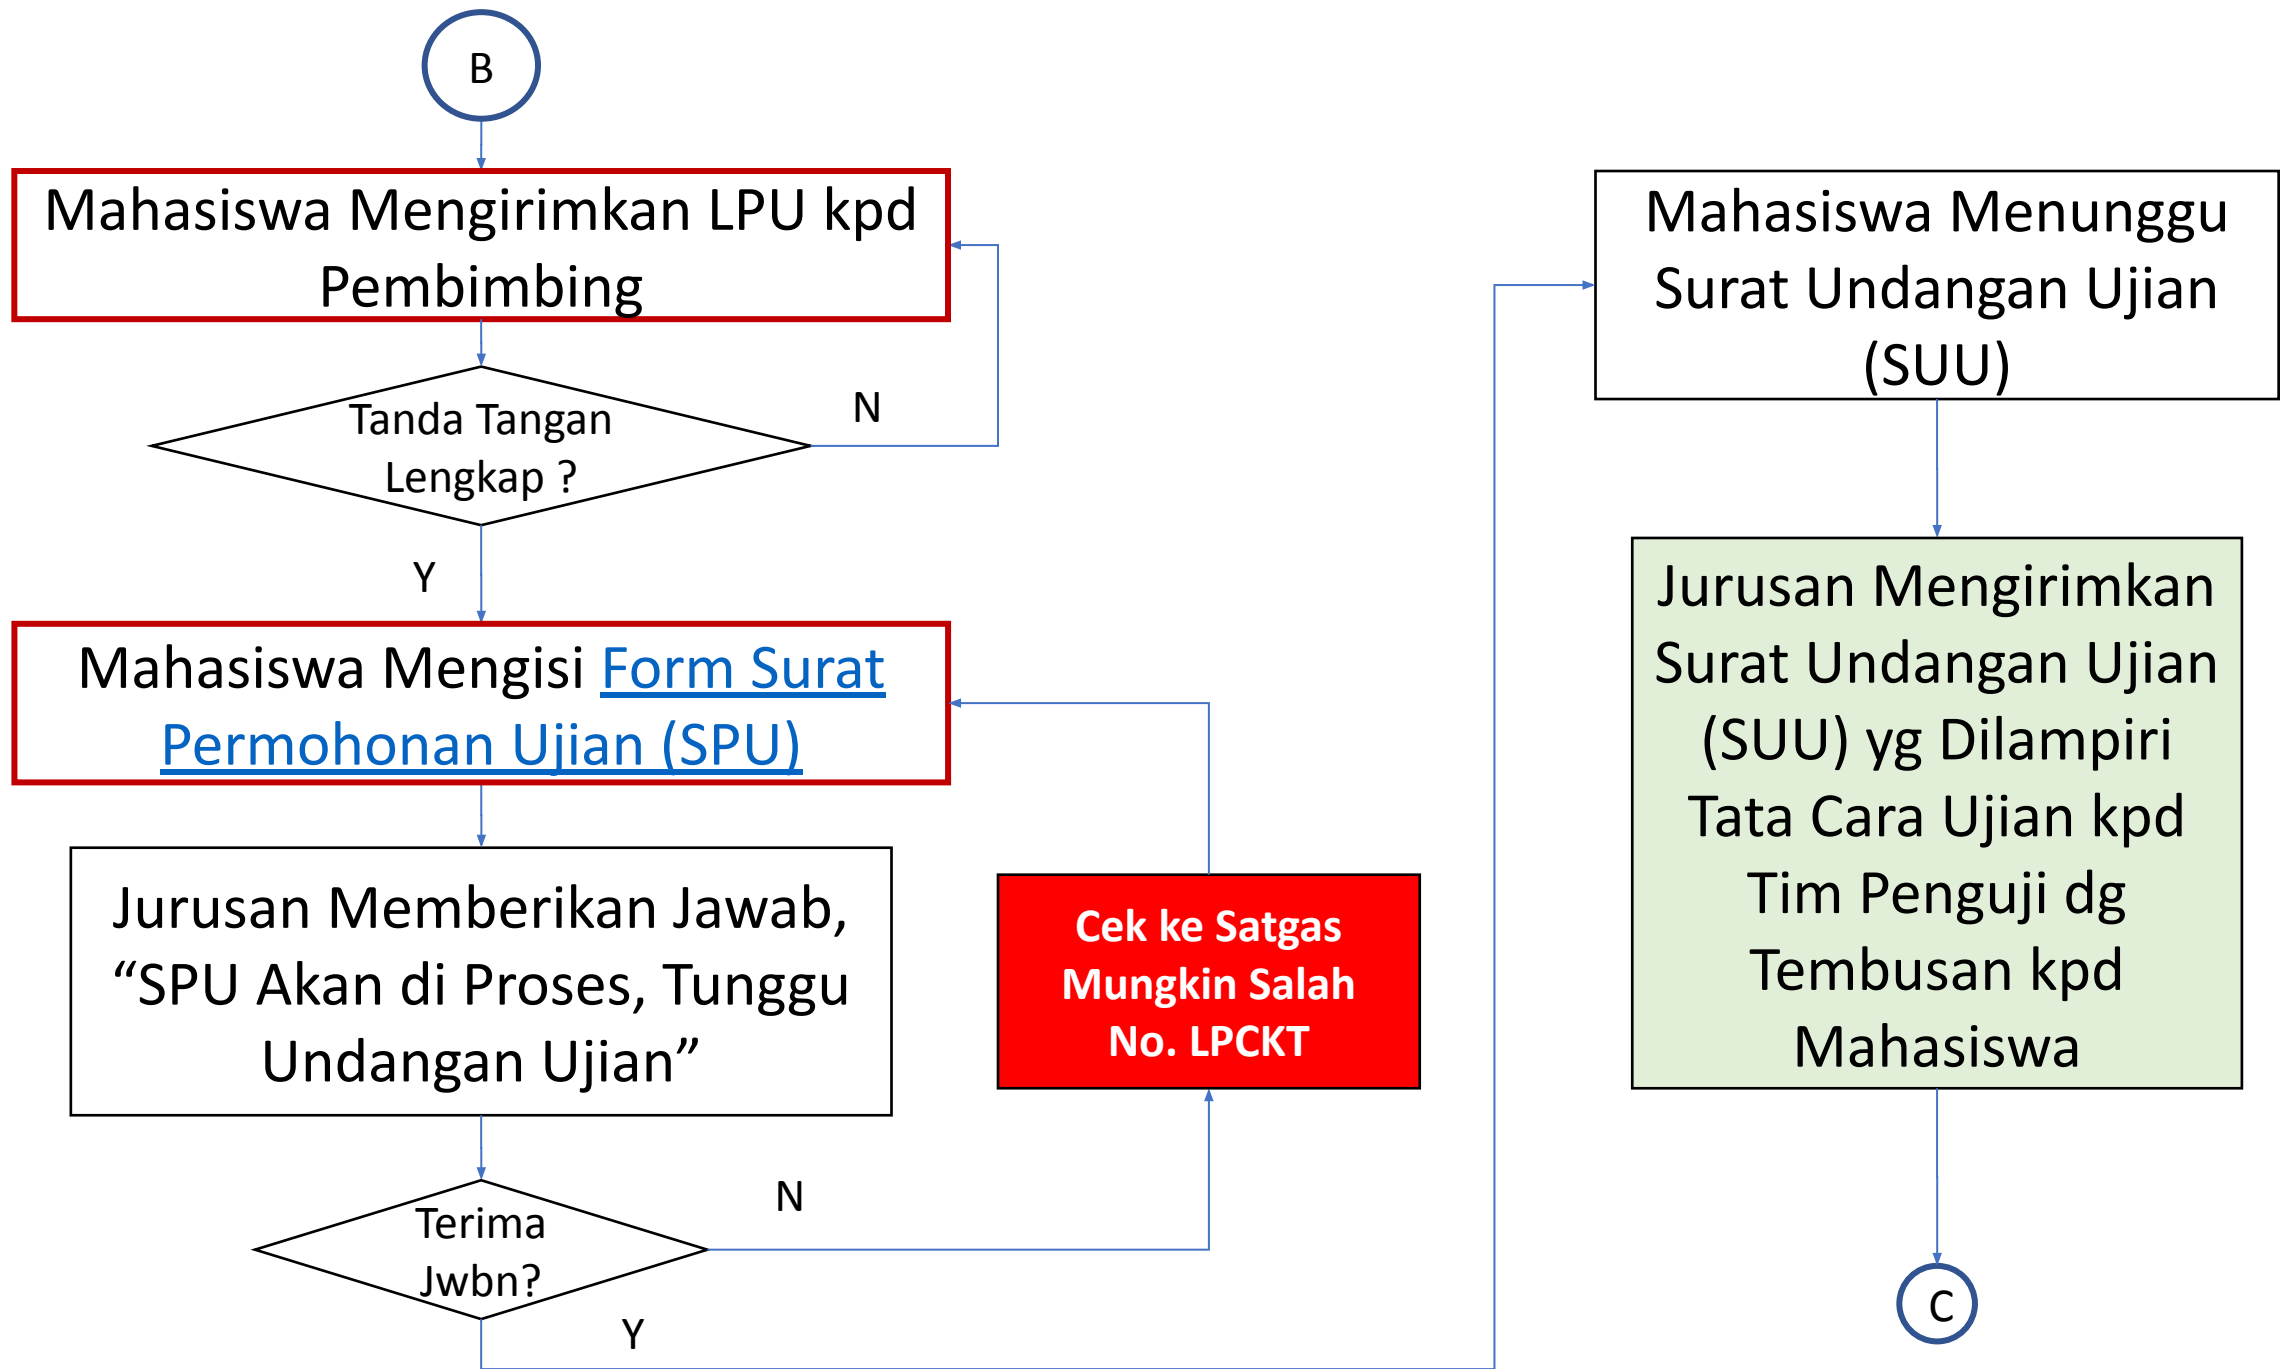 B
Mahasiswa Mengirimkan LPU kpd
Pembimbing
Tanda Tangan
Lengkap ?
N
Y
Mahasiswa Mengisi Form Surat
Permohonan Ujian (SPU)
Jurusan Memberikan Jawab,
“SPU Akan di Proses, Tunggu
Undangan Ujian”
Cek ke Satgas
Mungkin Salah
No. LPCKT
Terima
Jwbn?
N
Y
Mahasiswa Menunggu
Surat Undangan Ujian
(SUU)
Jurusan Mengirimkan
Surat Undangan Ujian
(SUU) yg Dilampiri
Tata Cara Ujian kpd
Tim Penguji dg
Tembusan kpd
Mahasiswa
C